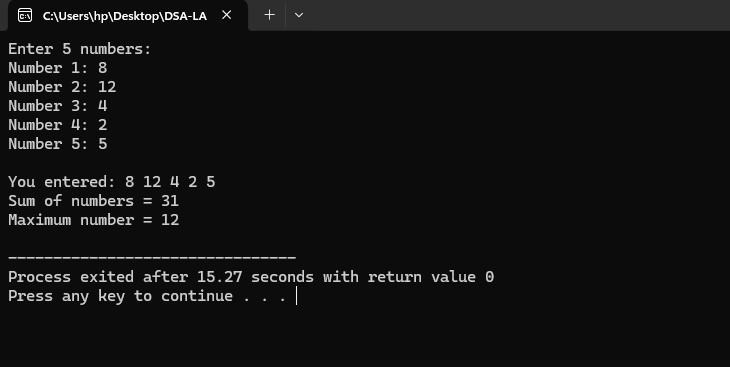 C:\Users\hp\Desktop\DSA-LA
Enter 5 numbers:
Number 1: 8
Number 2: 12
Number 3: 4
Number 4: 2
Number 5: 5
You entered: 8 12 4 2 5
Sum of numbers = 31
Maximum number = 12
--------------------------------
Process exited after 15.27 seconds with return value 0
Press any key to continue . . .